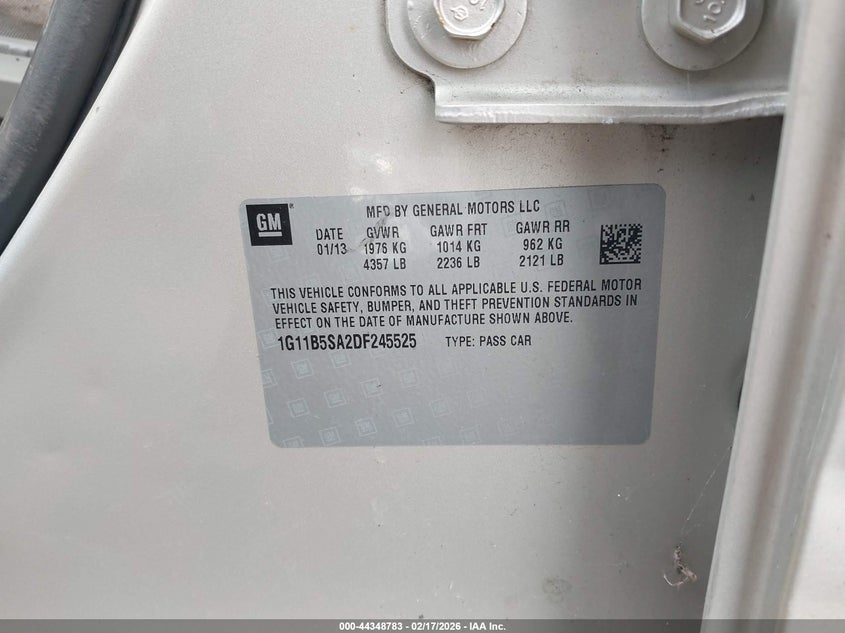 GM
MFD BY GENERAL MOTORS LLC
DATE GVWR GAWR FRT GAWR RR
01/13 1976 KG 1014 KG 962 KG
4357 LB 2236 LB 2121 LB
THIS VEHICLE CONFORMS TO ALL APPLICABLE U.S. FEDERAL MOTOR
VEHICLE SAFETY, BUMPER, AND THEFT PREVENTION STANDARDS IN
EFFECT ON THE DATE OF MANUFACTURE SHOWN ABOVE.
1G11B5SA2DF245525 TYPE: PASS CAR
000-44348783 - 02/17/2026 - IAA Inc.